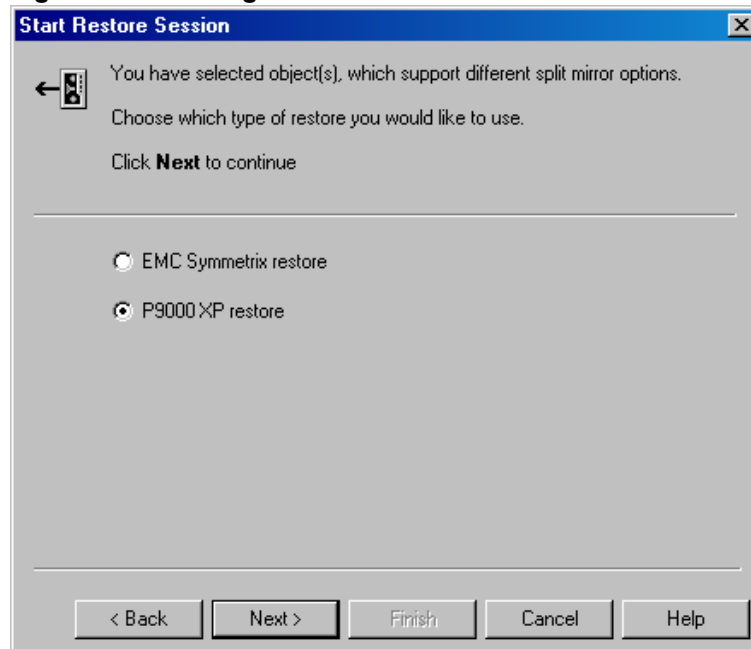 Start Restore Session
You have selected object(s), which support different split mirror options.
Choose which type of restore you would like to use.
Click Next to continue
EMC Symmetrix restore
P9000 XP restore
< Back
Next >
Finish
Cancel
Help